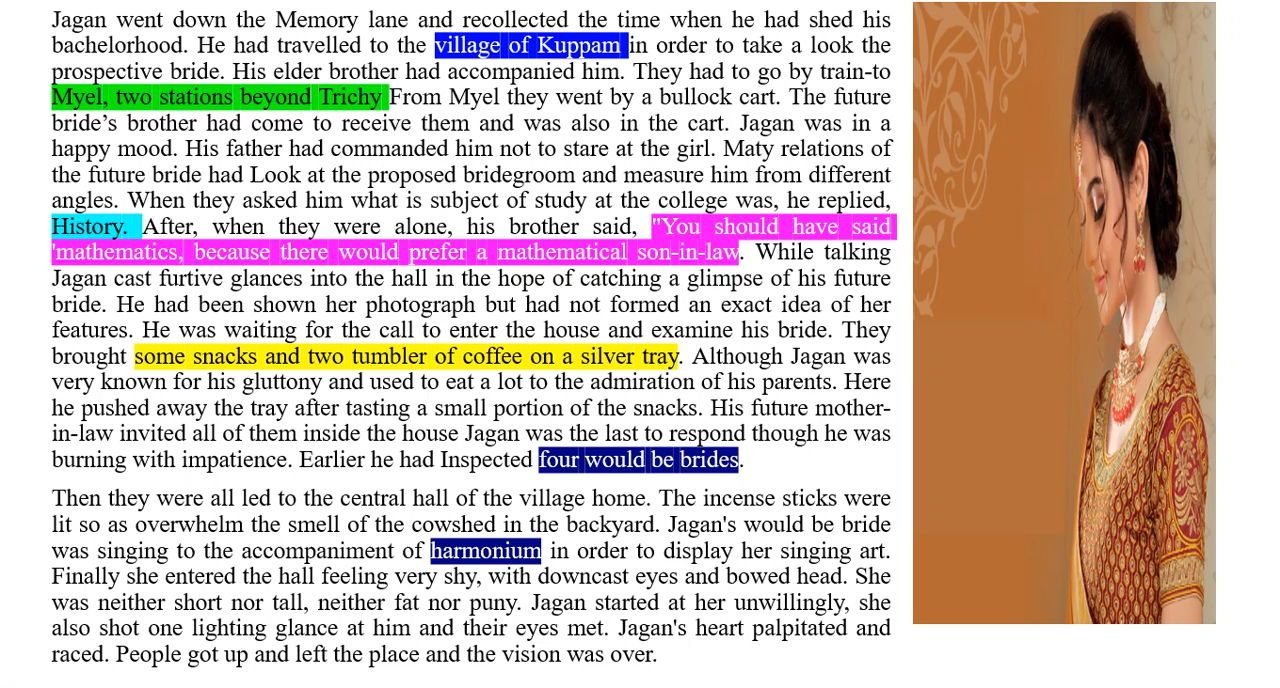 Jagan went down the Memory lane and recollected the time when he had shed his
bachelorhood. He had travelled to the village of Kuppam in order to take a look the
prospective bride. His elder brother had accompanied him. They had to go by train-to
Myel, two stations beyond Trichy From Myel they went by a bullock cart. The future
bride’s brother had come to receive them and was also in the cart. Jagan was in a
happy mood. His father had commanded him not to stare at the girl. Maty relations of
the future bride had Look at the proposed bridegroom and measure him from different
angles. When they asked him what is subject of study at the college was, he replied,
History. After, when they were alone, his brother said, "You should have said
'mathematics, because there would prefer a mathematical son-in-law. While talking
Jagan cast furtive glances into the hall in the hope of catching a glimpse of his future
bride. He had been shown her photograph but had not formed an exact idea of her
features. He was waiting for the call to enter the house and examine his bride. They
brought some snacks and two tumbler of coffee on a silver tray. Although Jagan was
very known for his gluttony and used to eat a lot to the admiration of his parents. Here
he pushed away the tray after tasting a small portion of the snacks. His future mother-
in-law invited all of them inside the house Jagan was the last to respond though he was
burning with impatience. Earlier he had Inspected four would be brides.
Then they were all led to the central hall of the village home. The incense sticks were
lit so as overwhelm the smell of the cowshed in the backyard. Jagan's would be bride
was singing to the accompaniment of harmonium in order to display her singing art.
Finally she entered the hall feeling very shy, with downcast eyes and bowed head. She
was neither short nor tall, neither fat nor puny. Jagan started at her unwillingly, she
also shot one lighting glance at him and their eyes met. Jagan's heart palpitated and
raced. People got up and left the place and the vision was over.